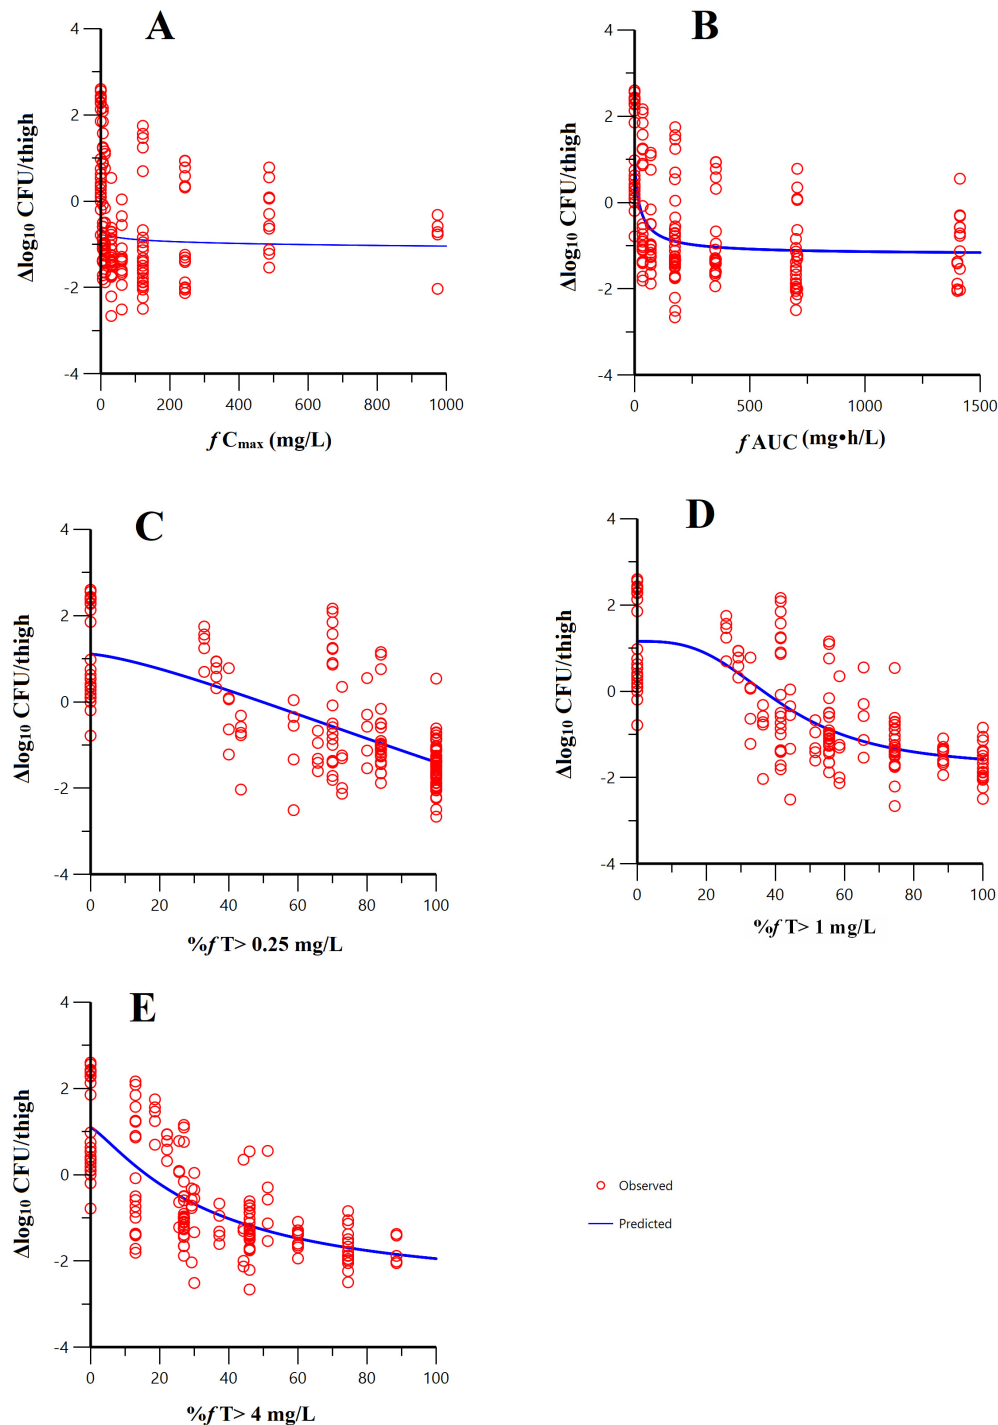 A
4
2
0
-2
-4
Δlog₁₀ CFU/thigh
0 200 400 600 800 1000
f Cₘₐₓ (mg/L)
B
4
2
0
-2
-4
Δlog₁₀ CFU/thigh
0 500 1000 1500
f AUC (mg•h/L)
C
4
2
0
-2
-4
Δlog₁₀ CFU/thigh
0 20 40 60 80 100
%f T> 0.25 mg/L
D
4
2
0
-2
-4
Δlog₁₀ CFU/thigh
0 20 40 60 80 100
%f T> 1 mg/L
E
4
2
0
-2
-4
Δlog₁₀ CFU/thigh
0 20 40 60 80 100
%f T> 4 mg/L
Observed
Predicted